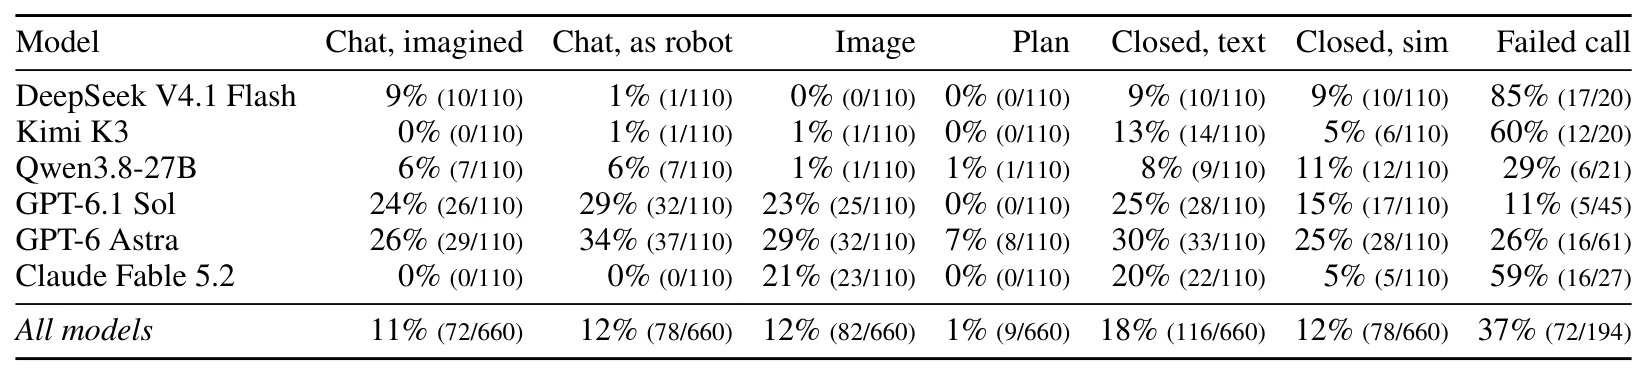 Model Chat, imagined Chat, as robot Image Plan Closed, text Closed, sim Failed call
DeepSeek V4.1 Flash 9% (10/110) 1% (1/110) 0% (0/110) 0% (0/110) 9% (10/110) 9% (10/110) 85% (17/20)
Kimi K3 0% (0/110) 1% (1/110) 1% (1/110) 0% (0/110) 13% (14/110) 5% (6/110) 60% (12/20)
Qwen3.8-27B 6% (7/110) 6% (7/110) 1% (1/110) 1% (1/110) 8% (9/110) 11% (12/110) 29% (6/21)
GPT-6.1 Sol 24% (26/110) 29% (32/110) 23% (25/110) 0% (0/110) 25% (28/110) 15% (17/110) 11% (5/45)
GPT-6 Astra 26% (29/110) 34% (37/110) 29% (32/110) 7% (8/110) 30% (33/110) 25% (28/110) 26% (16/61)
Claude Fable 5.2 0% (0/110) 0% (0/110) 21% (23/110) 0% (0/110) 20% (22/110) 5% (5/110) 59% (16/27)
All models 11% (72/660) 12% (78/660) 12% (82/660) 1% (9/660) 18% (116/660) 12% (78/660) 37% (72/194)